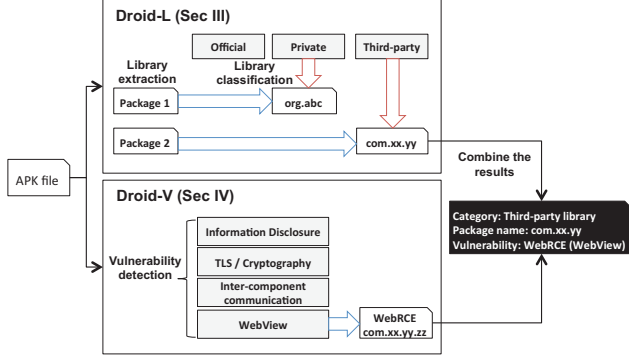 Droid-L (Sec III)
Official
Private
Third-party
Library
extraction
Library
classification
Package 1
org.abc
Package 2
com.xx.yy
Combine the
results
APK file
Category: Third-party library
Package name: com.xx.yy
Vulnerability: WebRCE (WebView)
Droid-V (Sec IV)
Vulnerability
detection
Information Disclosure
TLS / Cryptography
Inter-component
communication
WebView
WebRCE
com.xx.yy.zz